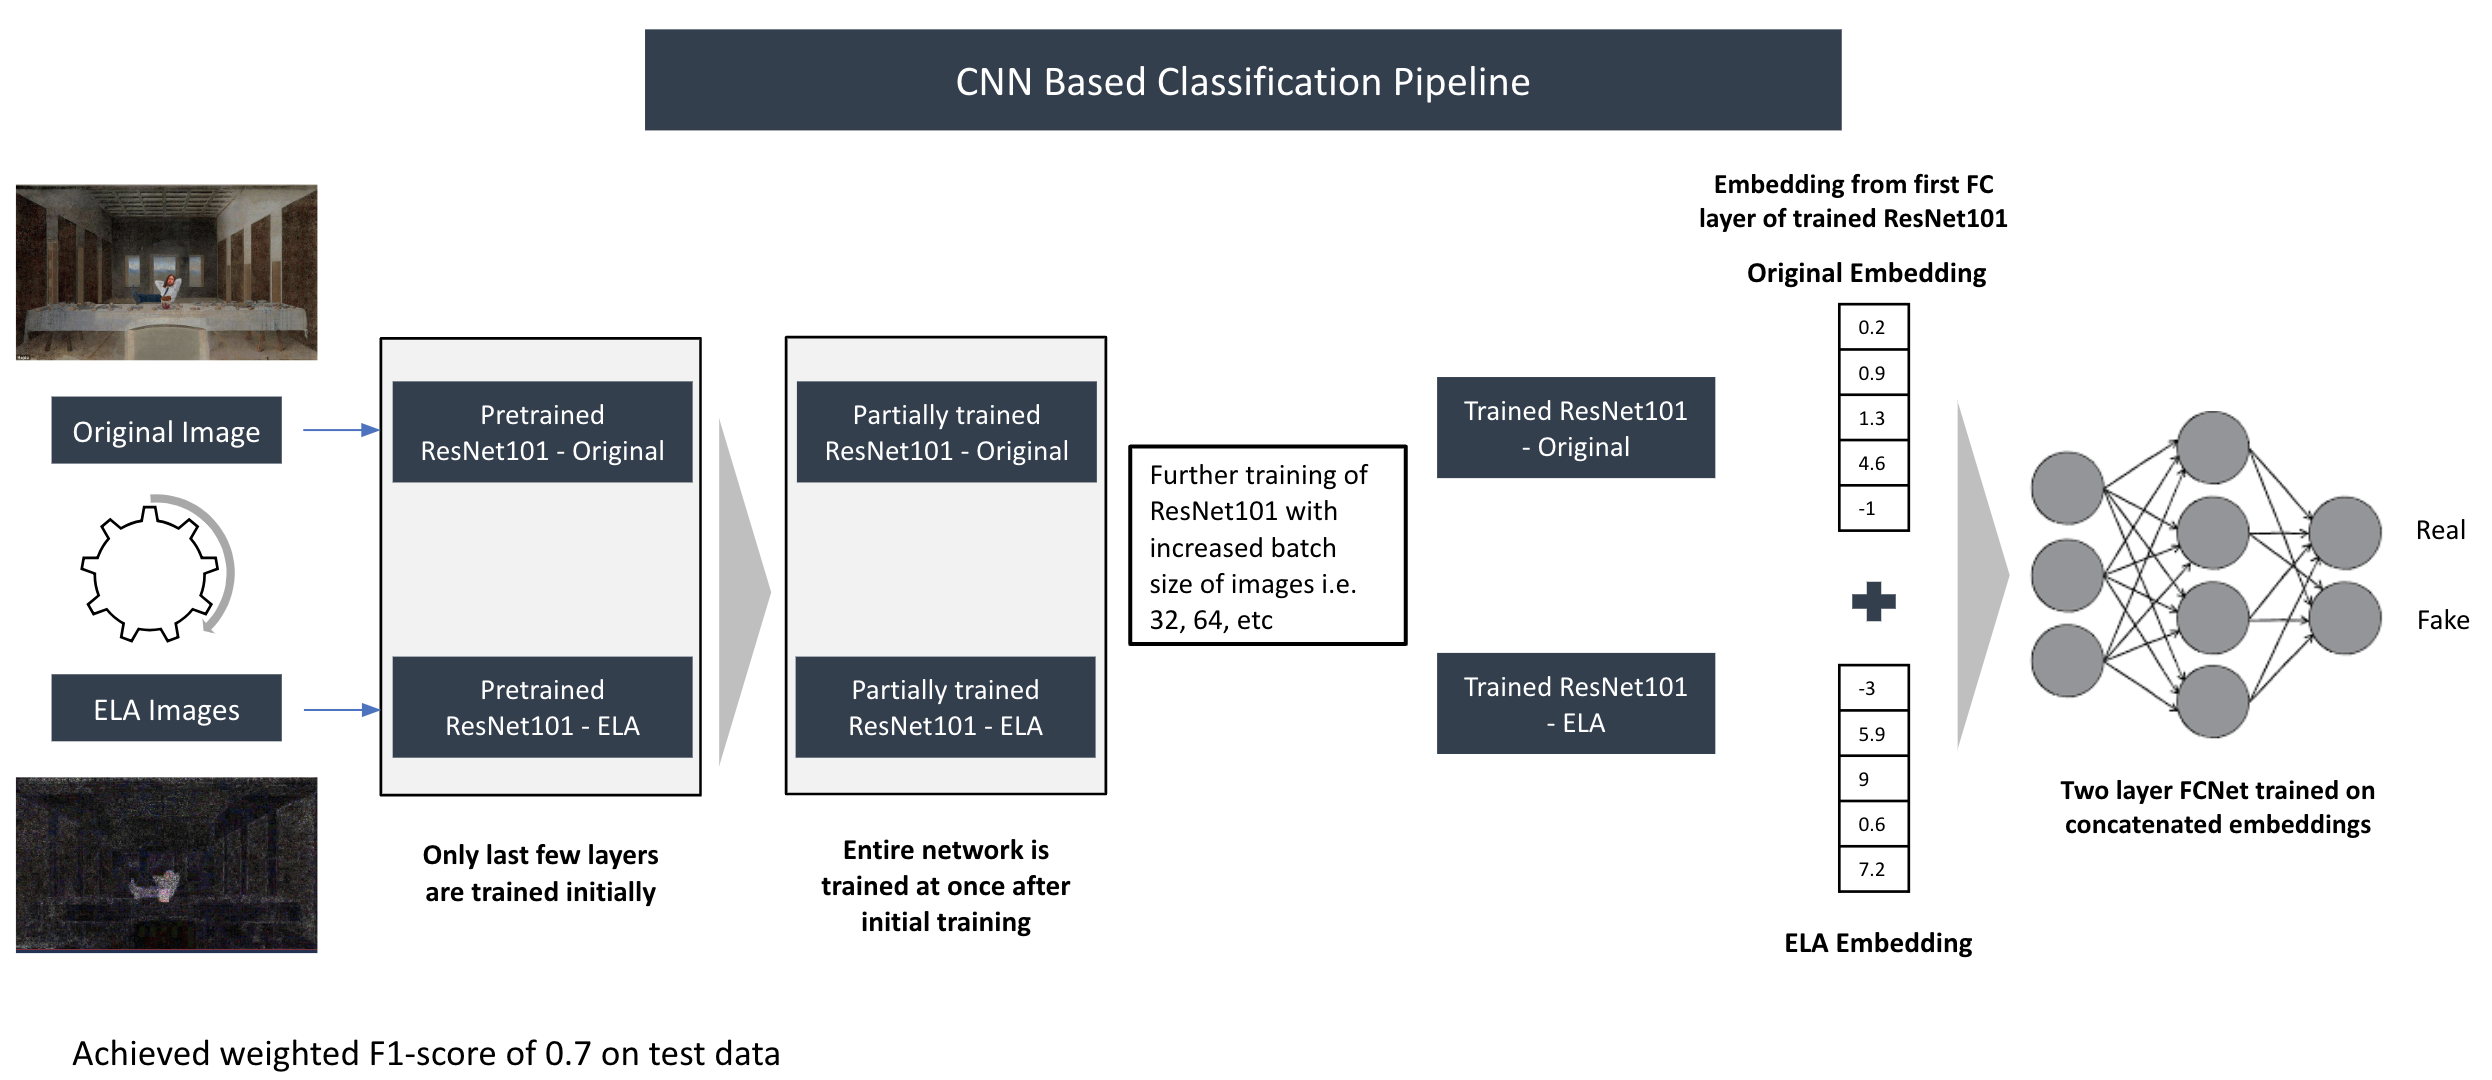 CNN Based Classification Pipeline
Original Image
ELA Images
Pretrained
ResNet101 - Original
Pretrained
ResNet101 - ELA
Only last few layers
are trained initially
Partially trained
ResNet101 - Original
Partially trained
ResNet101 - ELA
Entire network is
trained at once after
initial training
Further training of
ResNet101 with
increased batch
size of images i.e.
32, 64, etc
Trained ResNet101
- Original
Trained ResNet101
- ELA
Embedding from first FC
layer of trained ResNet101
Original Embedding
0.2
0.9
1.3
4.6
-1
-3
5.9
9
0.6
7.2
ELA Embedding
Real
Fake
Two layer FCNet trained on
concatenated embeddings
Achieved weighted F1-score of 0.7 on test data